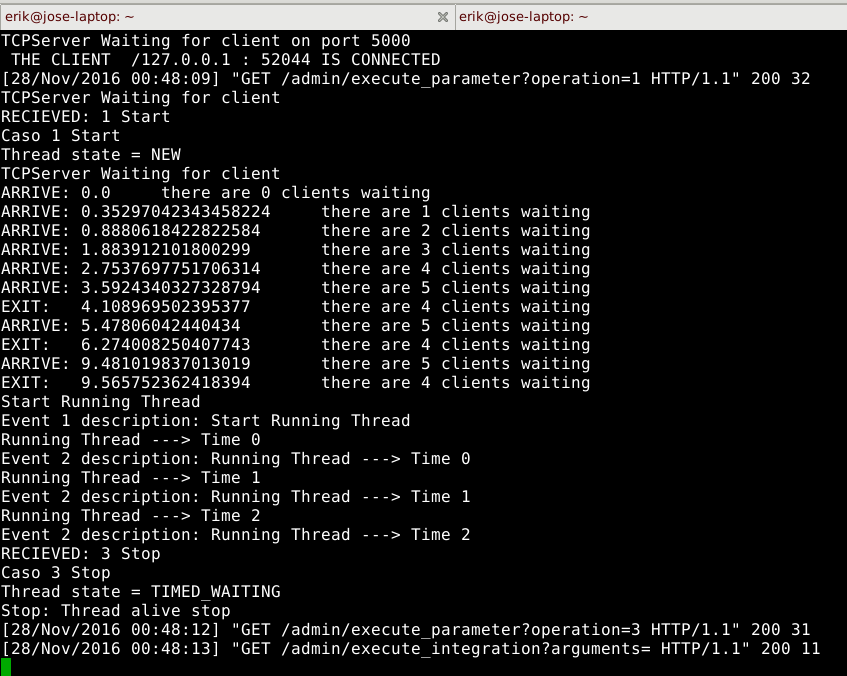 erik@jose-laptop: ~
erik@jose-laptop: ~
TCPServer Waiting for client on port 5000
THE CLIENT  /127.0.0.1 : 52044 IS CONNECTED
[28/Nov/2016 00:48:09] "GET /admin/execute_parameter?operation=1 HTTP/1.1" 200 32
TCPServer Waiting for client
RECIEVED: 1 Start
Caso 1 Start
Thread state = NEW
TCPServer Waiting for client
ARRIVE: 0.0     there are 0 clients waiting
ARRIVE: 0.35297042343458224     there are 1 clients waiting
ARRIVE: 0.8880618422822584      there are 2 clients waiting
ARRIVE: 1.883912101800299       there are 3 clients waiting
ARRIVE: 2.7537697751706314      there are 4 clients waiting
ARRIVE: 3.5924340327328794      there are 5 clients waiting
EXIT:   4.108969502395377       there are 4 clients waiting
ARRIVE: 5.47806042440434        there are 5 clients waiting
EXIT:   6.274008250407743       there are 4 clients waiting
ARRIVE: 9.481019837013019       there are 5 clients waiting
EXIT:   9.565752362418394       there are 4 clients waiting
Start Running Thread
Event 1 description: Start Running Thread
Running Thread ---> Time 0
Event 2 description: Running Thread ---> Time 0
Running Thread ---> Time 1
Event 2 description: Running Thread ---> Time 1
Running Thread ---> Time 2
Event 2 description: Running Thread ---> Time 2
RECIEVED: 3 Stop
Caso 3 Stop
Thread state = TIMED_WAITING
Stop: Thread alive stop
[28/Nov/2016 00:48:12] "GET /admin/execute_parameter?operation=3 HTTP/1.1" 200 31
[28/Nov/2016 00:48:13] "GET /admin/execute_integration?arguments= HTTP/1.1" 200 11